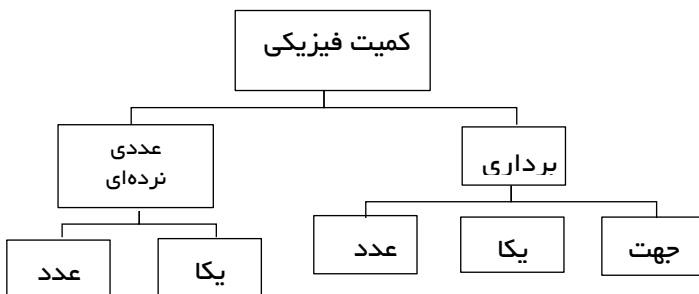 کمیت فیزیکی
برداری
عددی
نرده‌ای
جهت
یکا
عدد
یکا
عدد